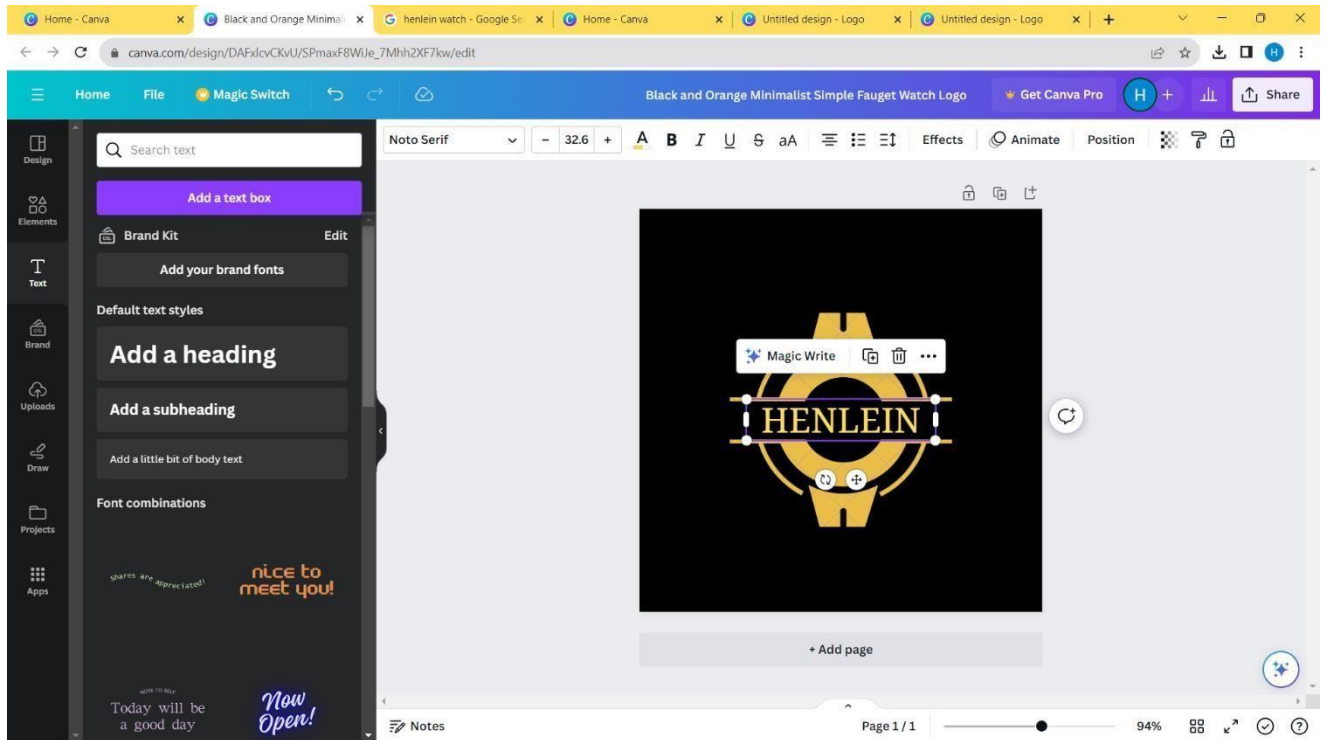 Home - Canva
Black and Orange Minimal
henlein watch - Google Se
Home - Canva
Untitled design - Logo
Untitled design - Logo
canva.com/design/DAFxlcvCKvU/SPmaxF8WiJe_7Mhh2XF7kw/edit
H
Home File Magic Switch Black and Orange Minimalist Simple Fauget Watch Logo Get Canva Pro H + Share
Design
Elements
Text
Brand
Uploads
Draw
Projects
Apps
Search text
Add a text box
Brand Kit Edit
Add your brand fonts
Default text styles
Add a heading
Add a subheading
Add a little bit of body text
Font combinations
shares are appreciated!
nice to
meet you!
NOTE TO SELF
Today will be
a good day
Now
Open!
Noto Serif - 32.6 + A B I U S aA Effects Animate Position
Magic Write
HENLEIN
+ Add page
Notes Page 1 / 1 94%